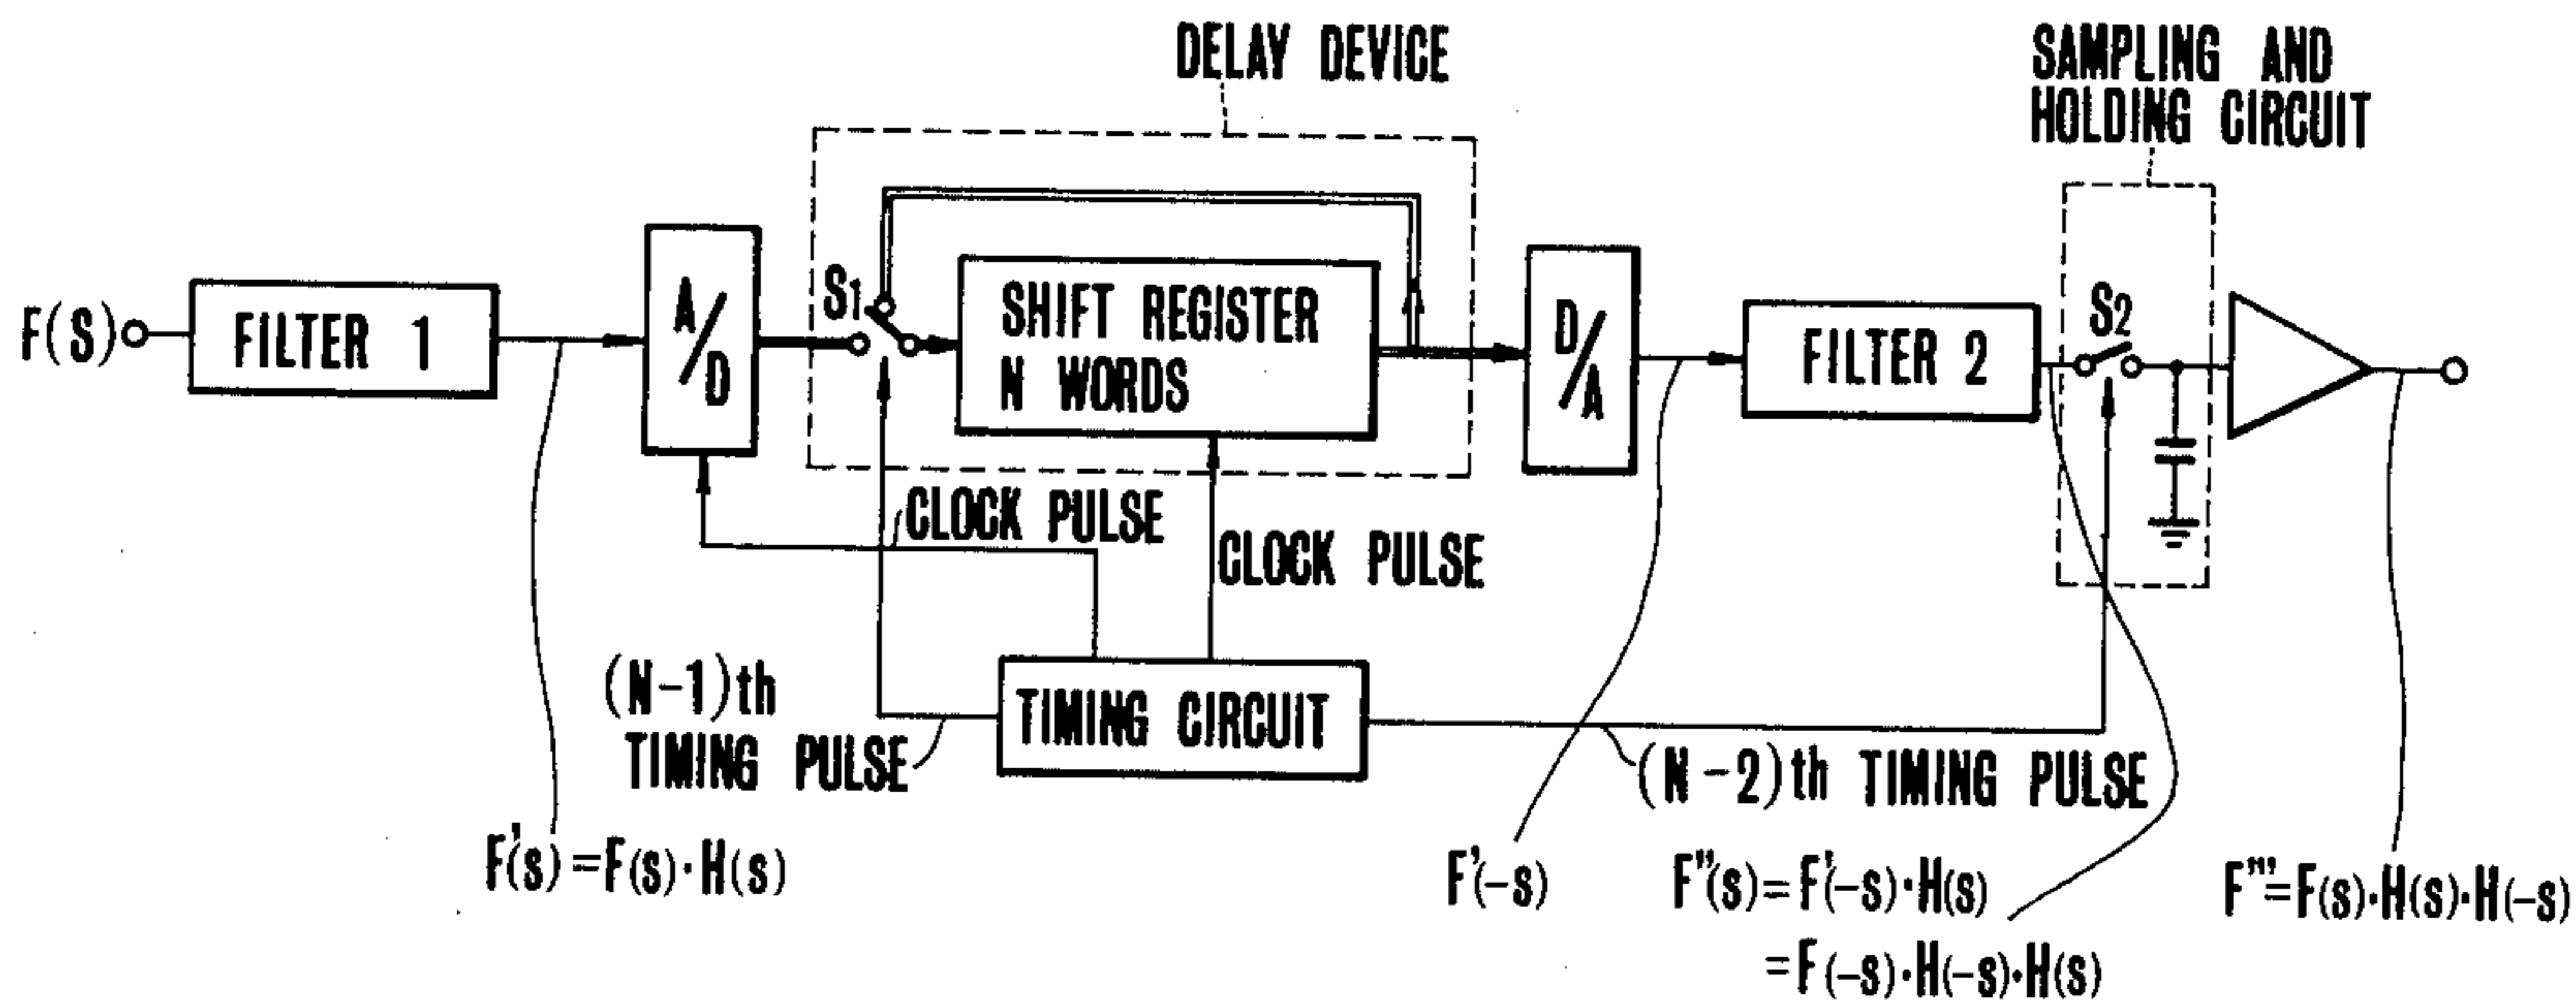 DELAY DEVICE
SAMPLING AND
HOLDING CIRCUIT
F(S)
FILTER 1
A/D
S1
SHIFT REGISTER
N WORDS
D/A
FILTER 2
S2
CLOCK PULSE
CLOCK PULSE
(N-1)th
TIMING PULSE
TIMING CIRCUIT
(N-2)th TIMING PULSE
F'(s)=F(s)·H(s)
F'(-s)
F"(s)=F'(-s)·H(s)
=F(-s)·H(-s)·H(s)
F"'=F(s)·H(s)·H(-s)